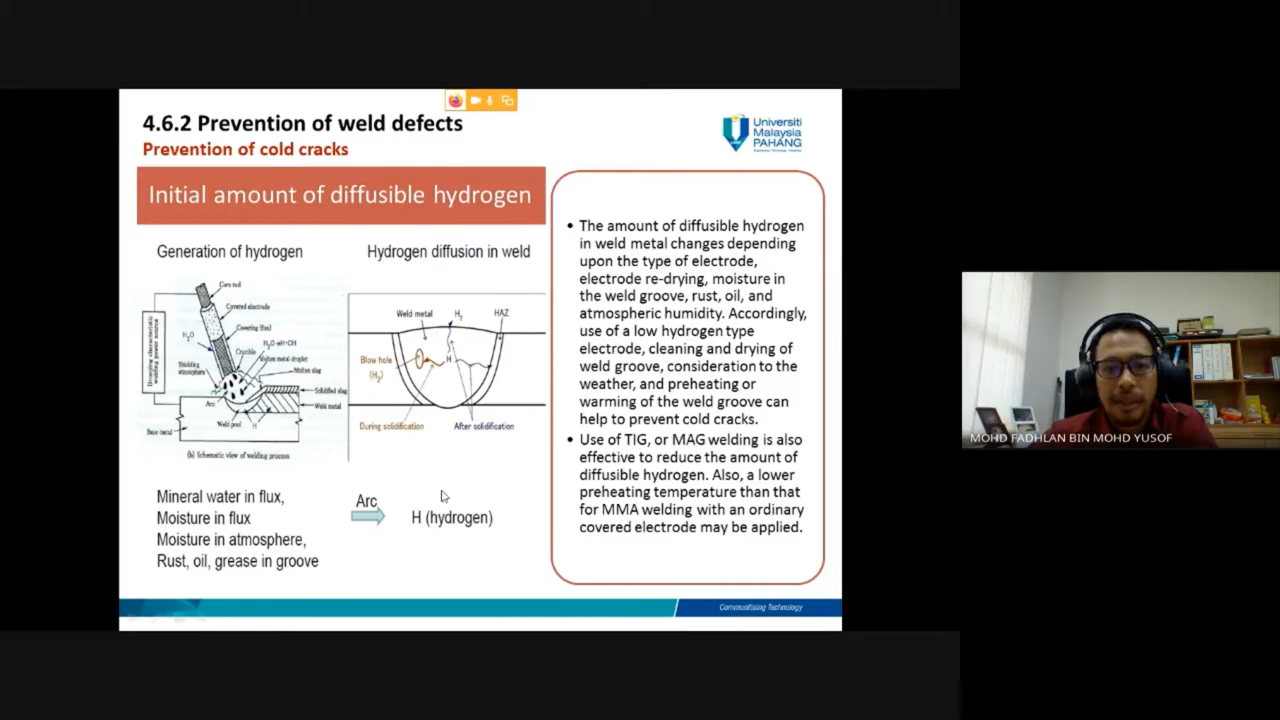 4.6.2 Prevention of weld defects
Prevention of cold cracks
Universiti
Malaysia
PAHANG
Initial amount of diffusible hydrogen
Generation of hydrogen
Hydrogen diffusion in weld
Core rod
Covered electrode
Covering (flux)
H₂O
H₂O→H+OH
Crucible
Molten metal droplet
Shielding
atmosphere
Molten slag
Arc
Solidified slag
Weld metal
Weld pool
H
Base metal
Drooping characteristic
welding power source
(b) Schematic view of welding process
Weld metal
H₂
HAZ
Blow hole
(H₂)
H
During solidification
After solidification
Mineral water in flux,
Moisture in flux
Moisture in atmosphere,
Rust, oil, grease in groove
Arc
H (hydrogen)
• The amount of diffusible hydrogen
in weld metal changes depending
upon the type of electrode,
electrode re-drying, moisture in
the weld groove, rust, oil, and
atmospheric humidity. Accordingly,
use of a low hydrogen type
electrode, cleaning and drying of
weld groove, consideration to the
weather, and preheating or
warming of the weld groove can
help to prevent cold cracks.
• Use of TIG, or MAG welding is also
effective to reduce the amount of
diffusible hydrogen. Also, a lower
preheating temperature than that
for MMA welding with an ordinary
covered electrode may be applied.
Communitising Technology
MOHD FADHLAN BIN MOHD YUSOF